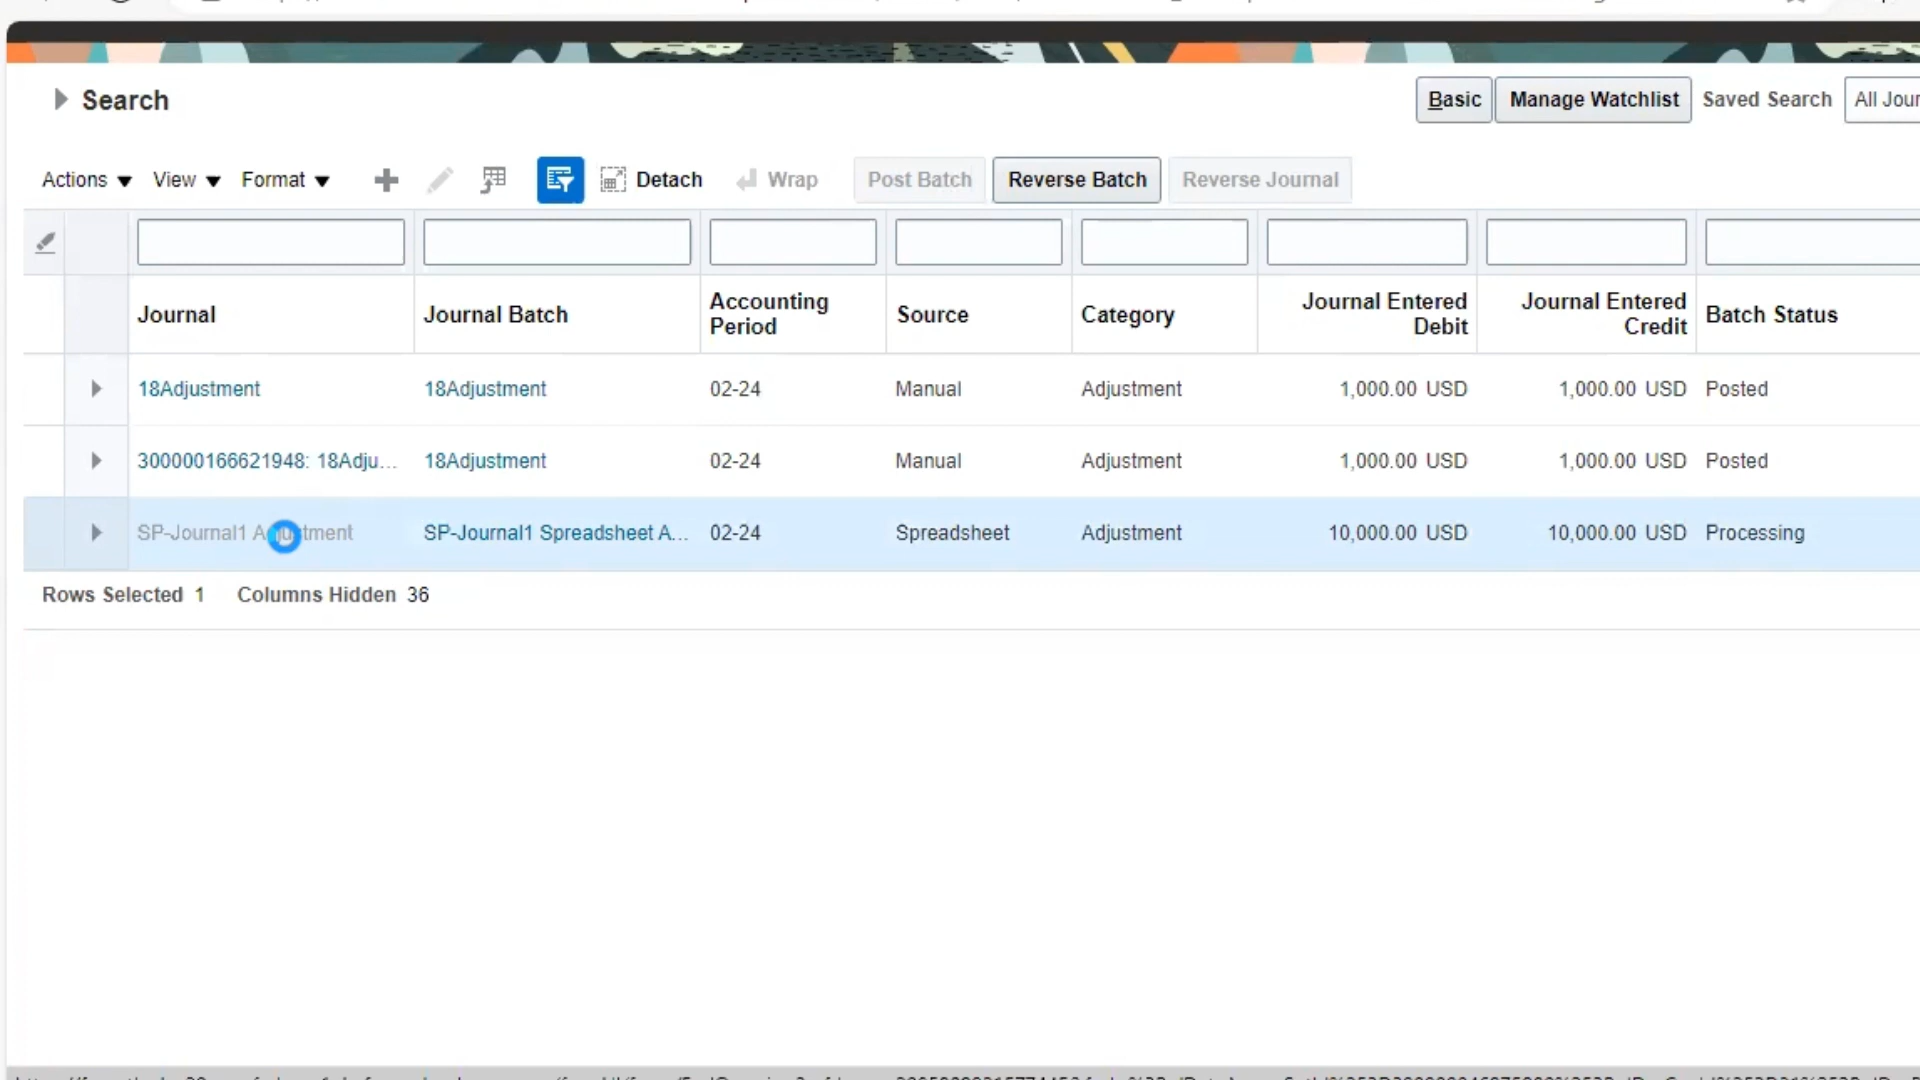 Search
Basic Manage Watchlist Saved Search All Jour
Actions View Format Detach Wrap Post Batch Reverse Batch Reverse Journal
Journal Journal Batch Accounting Period Source Category Journal Entered Debit Journal Entered Credit Batch Status
18Adjustment 18Adjustment 02-24 Manual Adjustment 1,000.00 USD 1,000.00 USD Posted
300000166621948: 18Adju... 18Adjustment 02-24 Manual Adjustment 1,000.00 USD 1,000.00 USD Posted
SP-Journal1 Adjustment SP-Journal1 Spreadsheet A... 02-24 Spreadsheet Adjustment 10,000.00 USD 10,000.00 USD Processing
Rows Selected 1 Columns Hidden 36